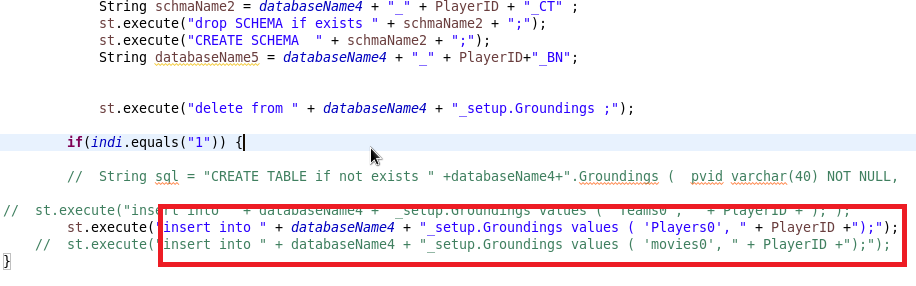 String schmaName2 = databaseName4 + "_" + PlayerID + "_CT" ;
st.execute("drop SCHEMA if exists " + schmaName2 + ";");
st.execute("CREATE SCHEMA  " + schmaName2 + ";");
String databaseName5 = databaseName4 + "_" + PlayerID+"_BN";
st.execute("delete from " + databaseName4 + "_setup.Groundings ;");
if(indi.equals("1")) {
//  String sql = "CREATE TABLE if not exists " +databaseName4+".Groundings (  pvid varchar(40) NOT NULL,
//  st.execute("insert into " + databaseName4 + "_setup.Groundings values ( 'Teams0', " + PlayerID +");");
st.execute("insert into " + databaseName4 + "_setup.Groundings values ( 'Players0', " + PlayerID +");");
//  st.execute("insert into " + databaseName4 + "_setup.Groundings values ( 'movies0', " + PlayerID +");");
}